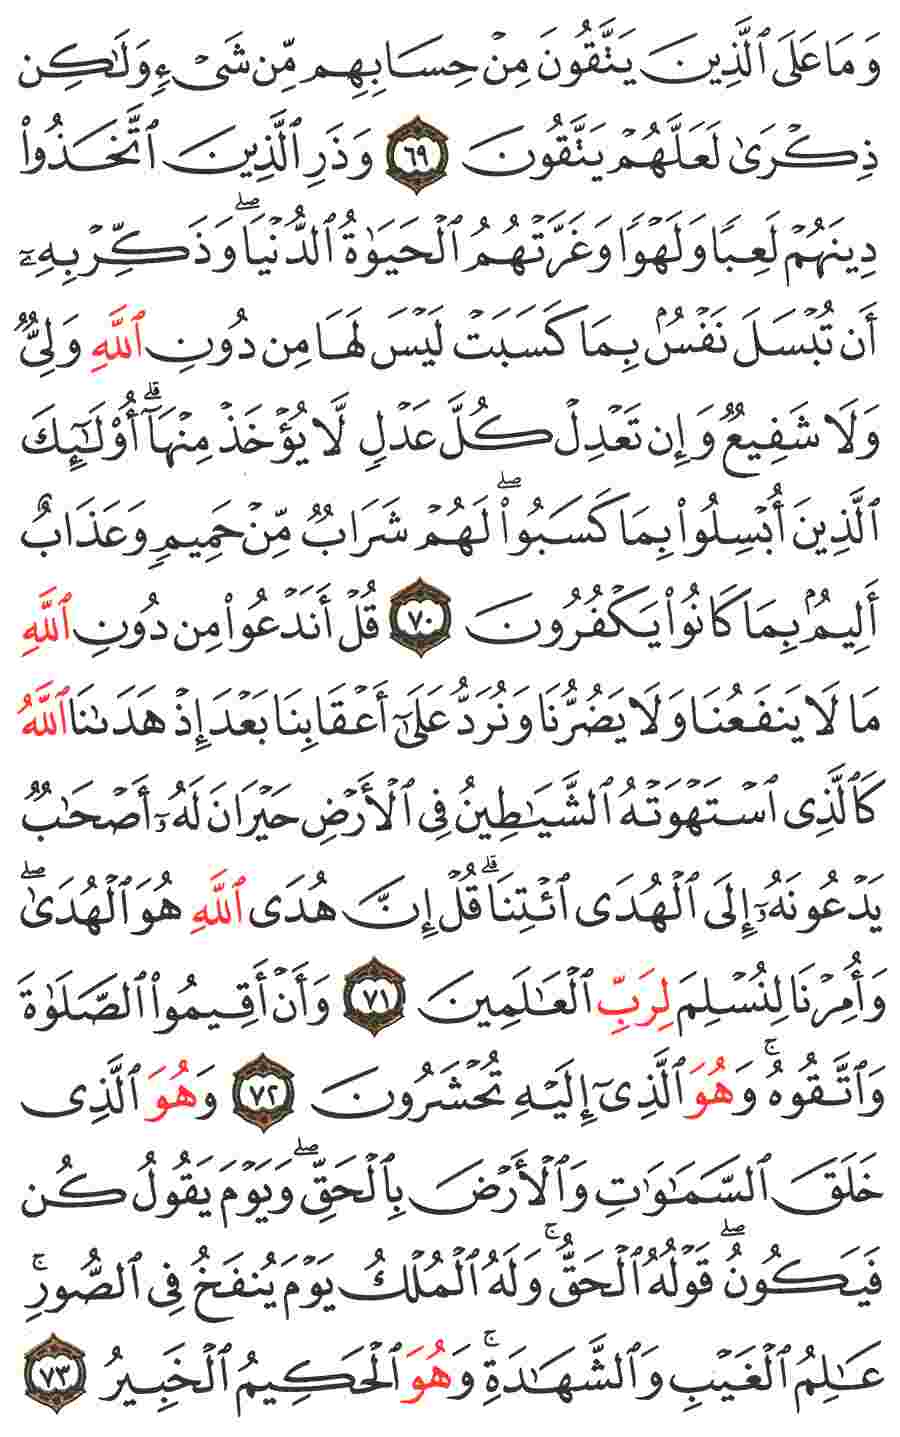 وَمَا عَلَى ٱلَّذِينَ يَتَّقُونَ مِنْ حِسَابِهِم مِّن شَىْءٍ وَلَٰكِن
ذِكْرَىٰ لَعَلَّهُمْ يَتَّقُونَ ٦٩ وَذَرِ ٱلَّذِينَ ٱتَّخَذُوا۟
دِينَهُمْ لَعِبًا وَلَهْوًا وَغَرَّتْهُمُ ٱلْحَيَوٰةُ ٱلدُّنْيَا ۖ وَذَكِّرْ بِهِۦٓ
أَن تُبْسَلَ نَفْسٌۢ بِمَا كَسَبَتْ لَيْسَ لَهَا مِن دُونِ ٱللَّهِ وَلِىٌّ
وَلَا شَفِيعٌ وَإِن تَعْدِلْ كُلَّ عَدْلٍ لَّا يُؤْخَذْ مِنْهَآ ۗ أُو۟لَٰٓئِكَ
ٱلَّذِينَ أُبْسِلُوا۟ بِمَا كَسَبُوا۟ ۖ لَهُمْ شَرَابٌ مِّنْ حَمِيمٍ وَعَذَابٌ
أَلِيمٌۢ بِمَا كَانُوا۟ يَكْفُرُونَ ٧٠ قُلْ أَنَدْعُوا۟ مِن دُونِ ٱللَّهِ
مَا لَا يَنفَعُنَا وَلَا يَضُرُّنَا وَنُرَدُّ عَلَىٰٓ أَعْقَابِنَا بَعْدَ إِذْ هَدَىٰنَا ٱللَّهُ
كَٱلَّذِى ٱسْتَهْوَتْهُ ٱلشَّيَٰطِينُ فِى ٱلْأَرْضِ حَيْرَانَ لَهُۥٓ أَصْحَٰبٌ
يَدْعُونَهُۥٓ إِلَى ٱلْهُدَى ٱئْتِنَا ۗ قُلْ إِنَّ هُدَى ٱللَّهِ هُوَ ٱلْهُدَىٰ ۖ
وَأُمِرْنَا لِنُسْلِمَ لِرَبِّ ٱلْعَٰلَمِينَ ٧١ وَأَنْ أَقِيمُوا۟ ٱلصَّلَوٰةَ
وَٱتَّقُوهُ ۚ وَهُوَ ٱلَّذِىٓ إِلَيْهِ تُحْشَرُونَ ٧٢ وَهُوَ ٱلَّذِى
خَلَقَ ٱلسَّمَٰوَٰتِ وَٱلْأَرْضَ بِٱلْحَقِّ ۖ وَيَوْمَ يَقُولُ كُن
فَيَكُونُ ۖ قَوْلُهُ ٱلْحَقُّ ۚ وَلَهُ ٱلْمُلْكُ يَوْمَ يُنفَخُ فِى ٱلصُّورِ ۚ
عَٰلِمُ ٱلْغَيْبِ وَٱلشَّهَٰدَةِ ۚ وَهُوَ ٱلْحَكِيمُ ٱلْخَبِيرُ ٧٣